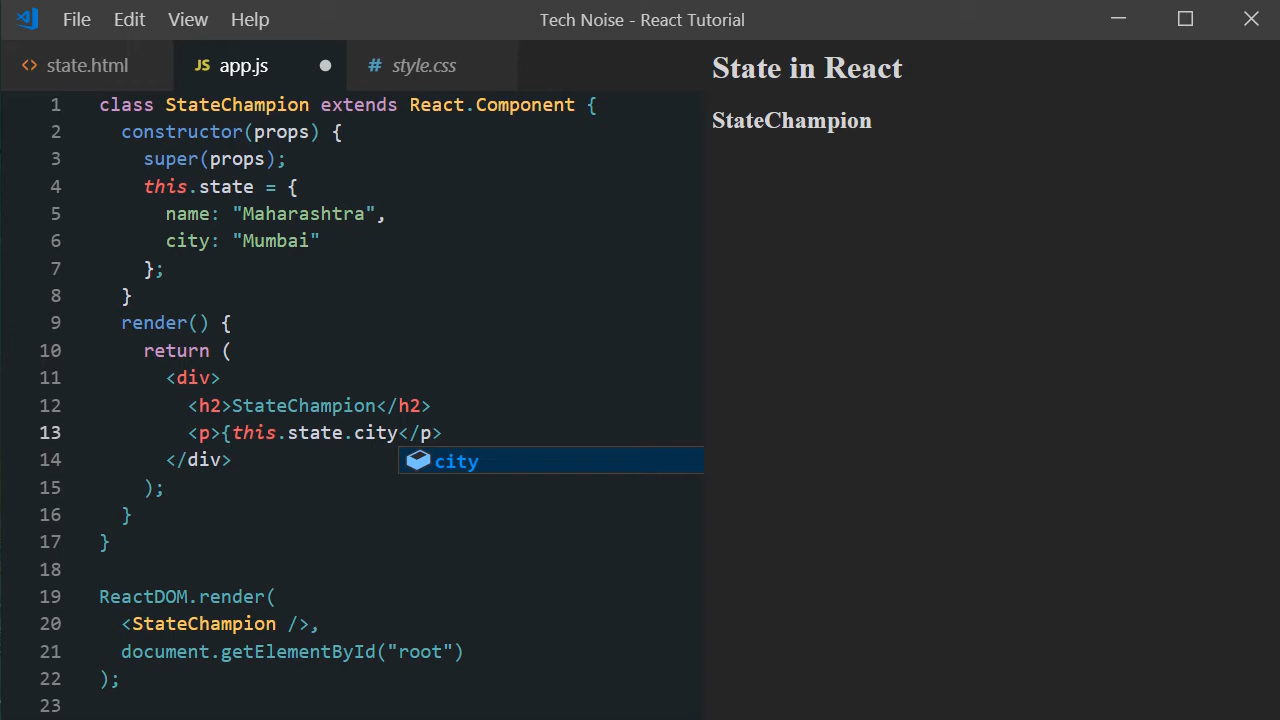 File Edit View Help Tech Noise - React Tutorial
<> state.html JS app.js # style.css
1 class StateChampion extends React.Component {
2   constructor(props) {
3     super(props);
4     this.state = {
5       name: "Maharashtra",
6       city: "Mumbai"
7     };
8   }
9   render() {
10     return (
11       <div>
12         <h2>StateChampion</h2>
13         <p>{this.state.city</p>
city
14       </div>
15     );
16   }
17 }
18
19 ReactDOM.render(
20   <StateChampion />,
21   document.getElementById("root")
22 );
23
State in React
StateChampion